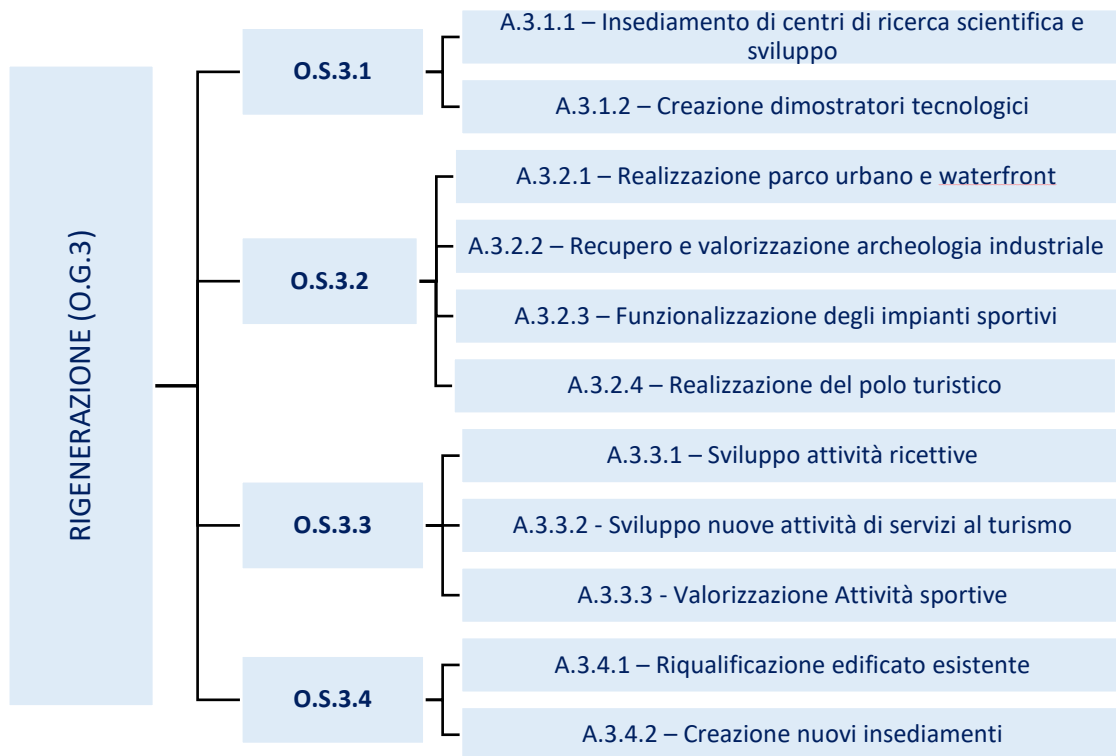 RIGENERAZIONE (O.G.3)
O.S.3.1
A.3.1.1 – Insediamento di centri di ricerca scientifica e
sviluppo
A.3.1.2 – Creazione dimostratori tecnologici
O.S.3.2
A.3.2.1 – Realizzazione parco urbano e waterfront
A.3.2.2 – Recupero e valorizzazione archeologia industriale
A.3.2.3 – Funzionalizzazione degli impianti sportivi
A.3.2.4 – Realizzazione del polo turistico
O.S.3.3
A.3.3.1 – Sviluppo attività ricettive
A.3.3.2 - Sviluppo nuove attività di servizi al turismo
A.3.3.3 - Valorizzazione Attività sportive
O.S.3.4
A.3.4.1 – Riqualificazione edificato esistente
A.3.4.2 – Creazione nuovi insediamenti